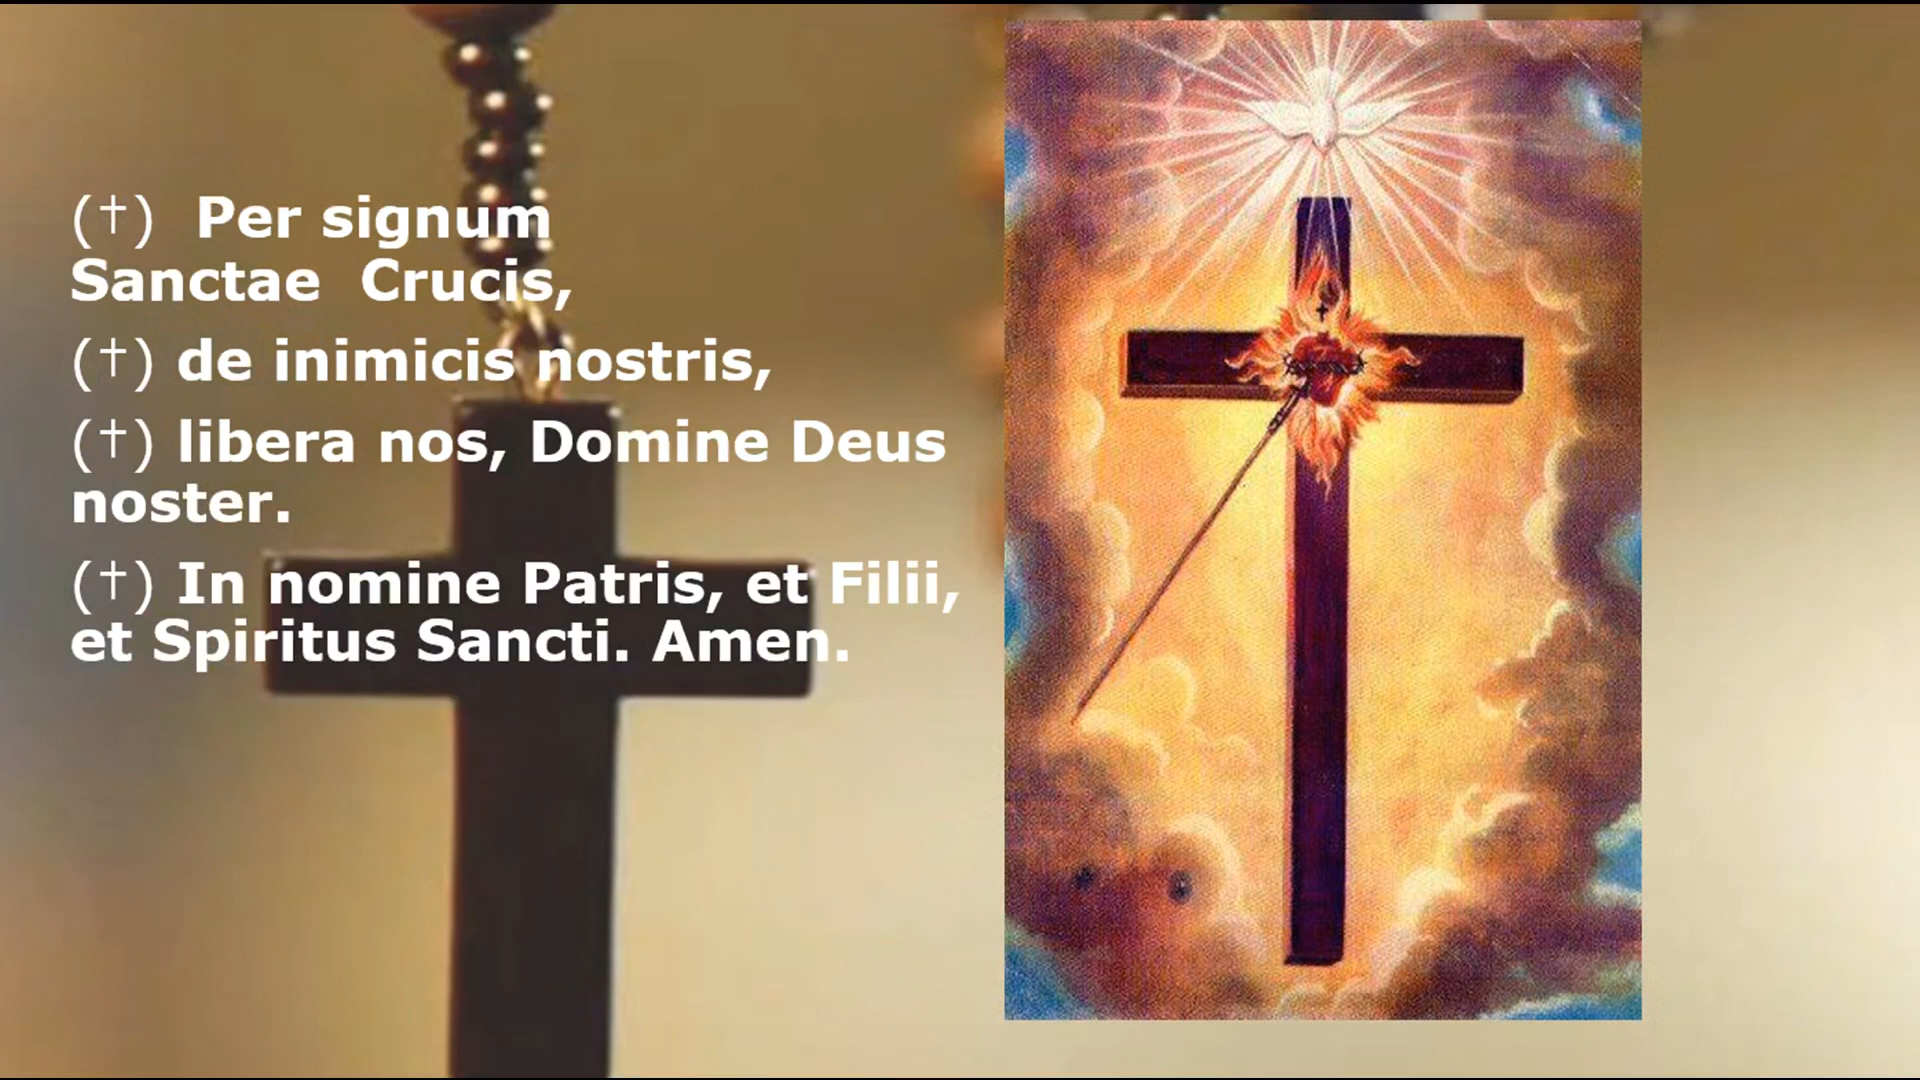 (†) Per signum
Sanctae Crucis,
(†) de inimicis nostris,
(†) libera nos, Domine Deus
noster.
(†) In nomine Patris, et Filii,
et Spiritus Sancti. Amen.